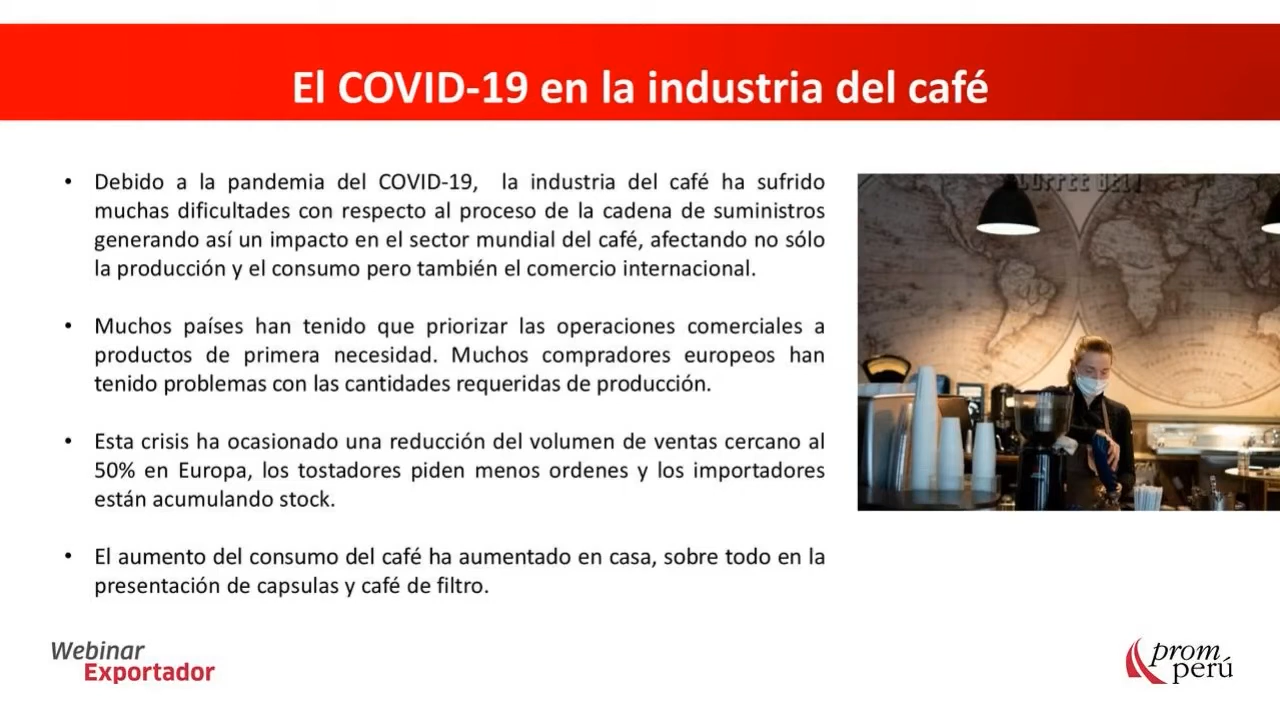 El COVID-19 en la industria del café
• Debido a la pandemia del COVID-19, la industria del café ha sufrido
muchas dificultades con respecto al proceso de la cadena de suministros
generando así un impacto en el sector mundial del café, afectando no sólo
la producción y el consumo pero también el comercio internacional.
• Muchos países han tenido que priorizar las operaciones comerciales a
productos de primera necesidad. Muchos compradores europeos han
tenido problemas con las cantidades requeridas de producción.
• Esta crisis ha ocasionado una reducción del volumen de ventas cercano al
50% en Europa, los tostadores piden menos ordenes y los importadores
están acumulando stock.
• El aumento del consumo del café ha aumentado en casa, sobre todo en la
presentación de capsulas y café de filtro.
Webinar
Exportador
prom
perú